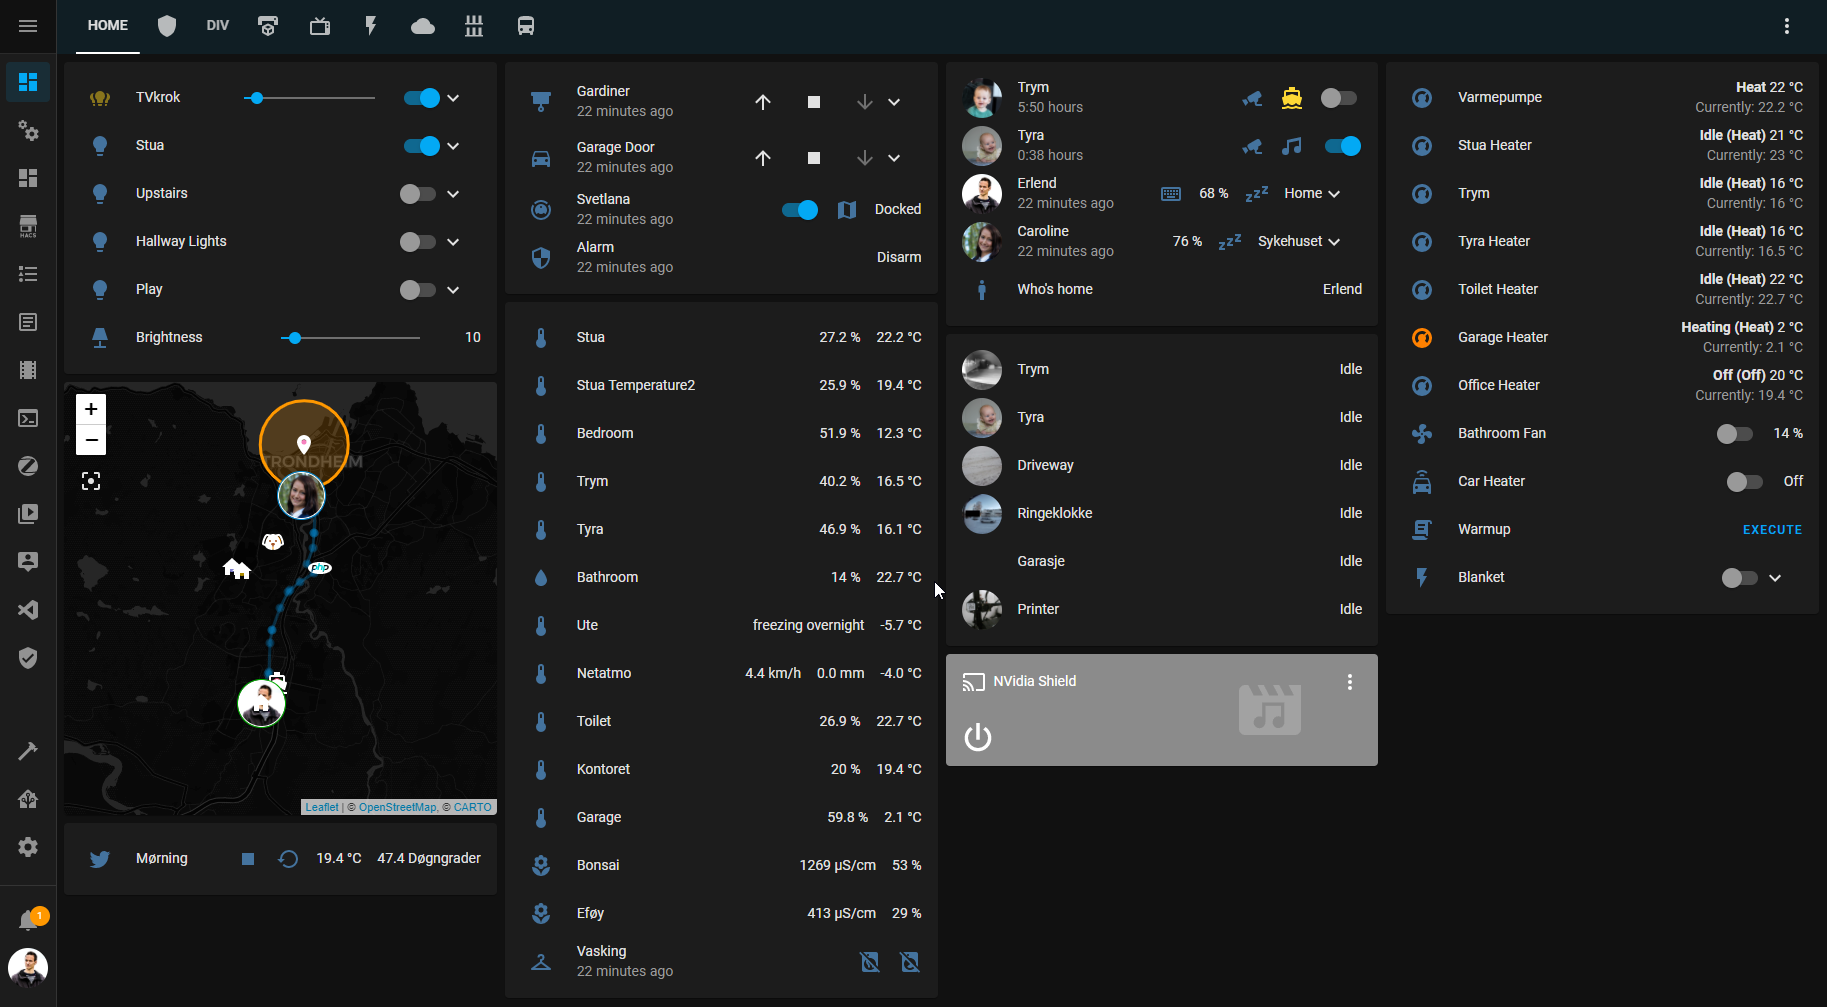 HOME
DIV
HACS
1
TVkrok
Stua
Upstairs
Hallway Lights
Play
Brightness 10
+
−
TRONDHEIM
php
Leaflet | © OpenStreetMap, © CARTO
Mørning 19.4 °C 47.4 Døgngrader
Gardiner
22 minutes ago
Garage Door
22 minutes ago
Svetlana
22 minutes ago
Docked
Alarm
22 minutes ago
Disarm
Stua 27.2 % 22.2 °C
Stua Temperature2 25.9 % 19.4 °C
Bedroom 51.9 % 12.3 °C
Trym 40.2 % 16.5 °C
Tyra 46.9 % 16.1 °C
Bathroom 14 % 22.7 °C
Ute freezing overnight -5.7 °C
Netatmo 4.4 km/h 0.0 mm -4.0 °C
Toilet 26.9 % 22.7 °C
Kontoret 20 % 19.4 °C
Garage 59.8 % 2.1 °C
Bonsai 1269 µS/cm 53 %
Eføy 413 µS/cm 29 %
Vasking
22 minutes ago
Trym
5:50 hours
Tyra
0:38 hours
Erlend
22 minutes ago
68 % zzz Home
Caroline
22 minutes ago
76 % zzz Sykehuset
Who's home Erlend
Trym Idle
Tyra Idle
Driveway Idle
Ringeklokke Idle
Garasje Idle
Printer Idle
NVidia Shield
Varmepumpe
Heat 22 °C
Currently: 22.2 °C
Stua Heater
Idle (Heat) 21 °C
Currently: 23 °C
Trym
Idle (Heat) 16 °C
Currently: 16 °C
Tyra Heater
Idle (Heat) 16 °C
Currently: 16.5 °C
Toilet Heater
Idle (Heat) 22 °C
Currently: 22.7 °C
Garage Heater
Heating (Heat) 2 °C
Currently: 2.1 °C
Office Heater
Off (Off) 20 °C
Currently: 19.4 °C
Bathroom Fan 14 %
Car Heater Off
Warmup EXECUTE
Blanket